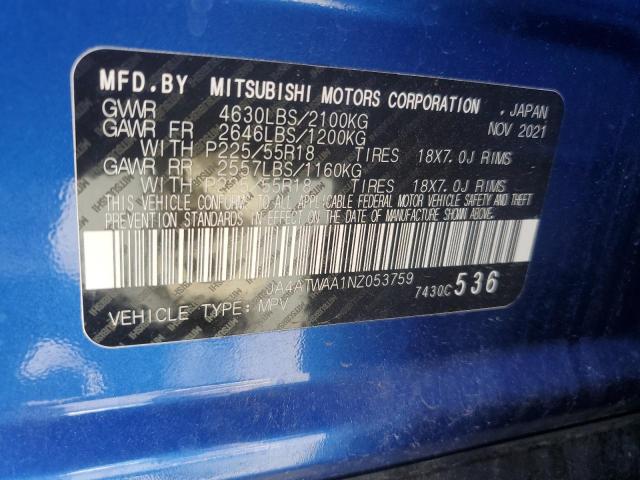 MFD.BY MITSUBISHI MOTORS CORPORATION , JAPAN
GVWR 4630LBS/2100KG NOV 2021
GAWR FR 2646LBS/1200KG
WITH P225/55R18 TIRES 18X7.0J RIMS
GAWR RR 2557LBS/1160KG
WITH P225/55R18 TIRES 18X7.0J RIMS
THIS VEHICLE CONFORMS TO ALL APPLICABLE FEDERAL MOTOR VEHICLE SAFETY AND THEFT
PREVENTION STANDARDS IN EFFECT ON THE DATE OF MANUFACTURE SHOWN ABOVE.
JA4ATWAA1NZ053759
7430C 536
VEHICLE TYPE: MPV